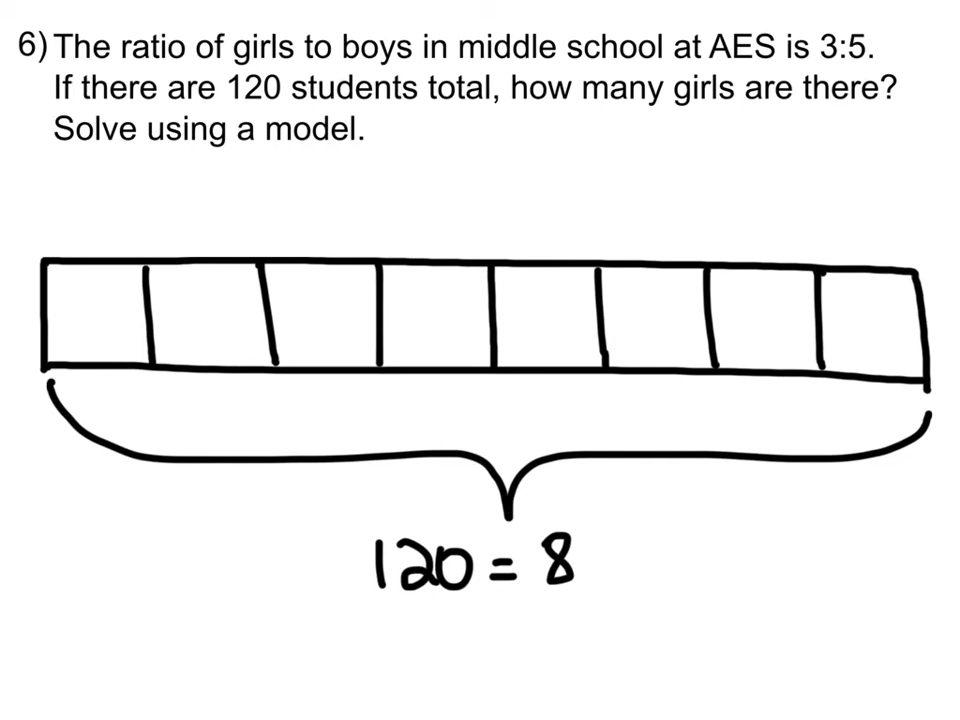 6) The ratio of girls to boys in middle school at AES is 3:5.
If there are 120 students total, how many girls are there?
Solve using a model.
120 = 8